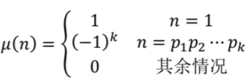 μ(n) = { 1 n = 1
(−1)^k n = p₁p₂ ⋯ pₖ
0 其余情况